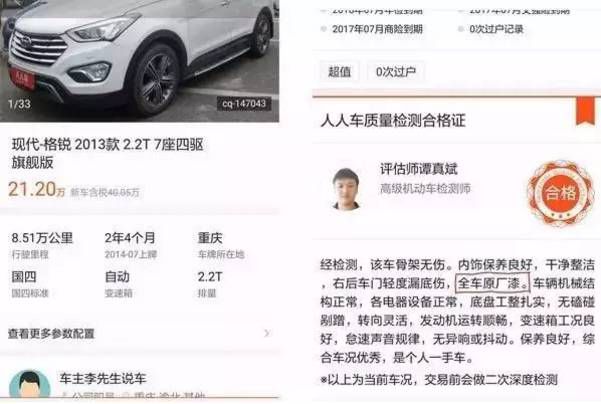 1/33
cq-147043
现代-格锐 2013款 2.2T 7座四驱
旗舰版
21.20万 新车含税40.05万
8.51万公里
行驶里程
2年4个月
2014-07上牌
重庆
车牌所在地
国四
国四标准
自动
变速箱
2.2T
排量
查看更多参数配置
车主李先生说车
2017年07月商险到期
0次过户记录
超值
0次过户
人人车质量检测合格证
评估师谭真斌
高级机动车检测师
合格
经检测，该车骨架无伤。内饰保养良好，干净整洁
，右后车门轻度漏底伤，全车原厂漆。车辆机械结
构正常，各电器设备正常，底盘工整扎实，无磕碰
剐蹭，转向灵活，发动机运转顺畅，变速箱工况良
好，怠速声音规律，无异响或抖动。保养良好，综
合车况优秀，是个人一手车。
※以上为当前车况，交易前会做二次深度检测